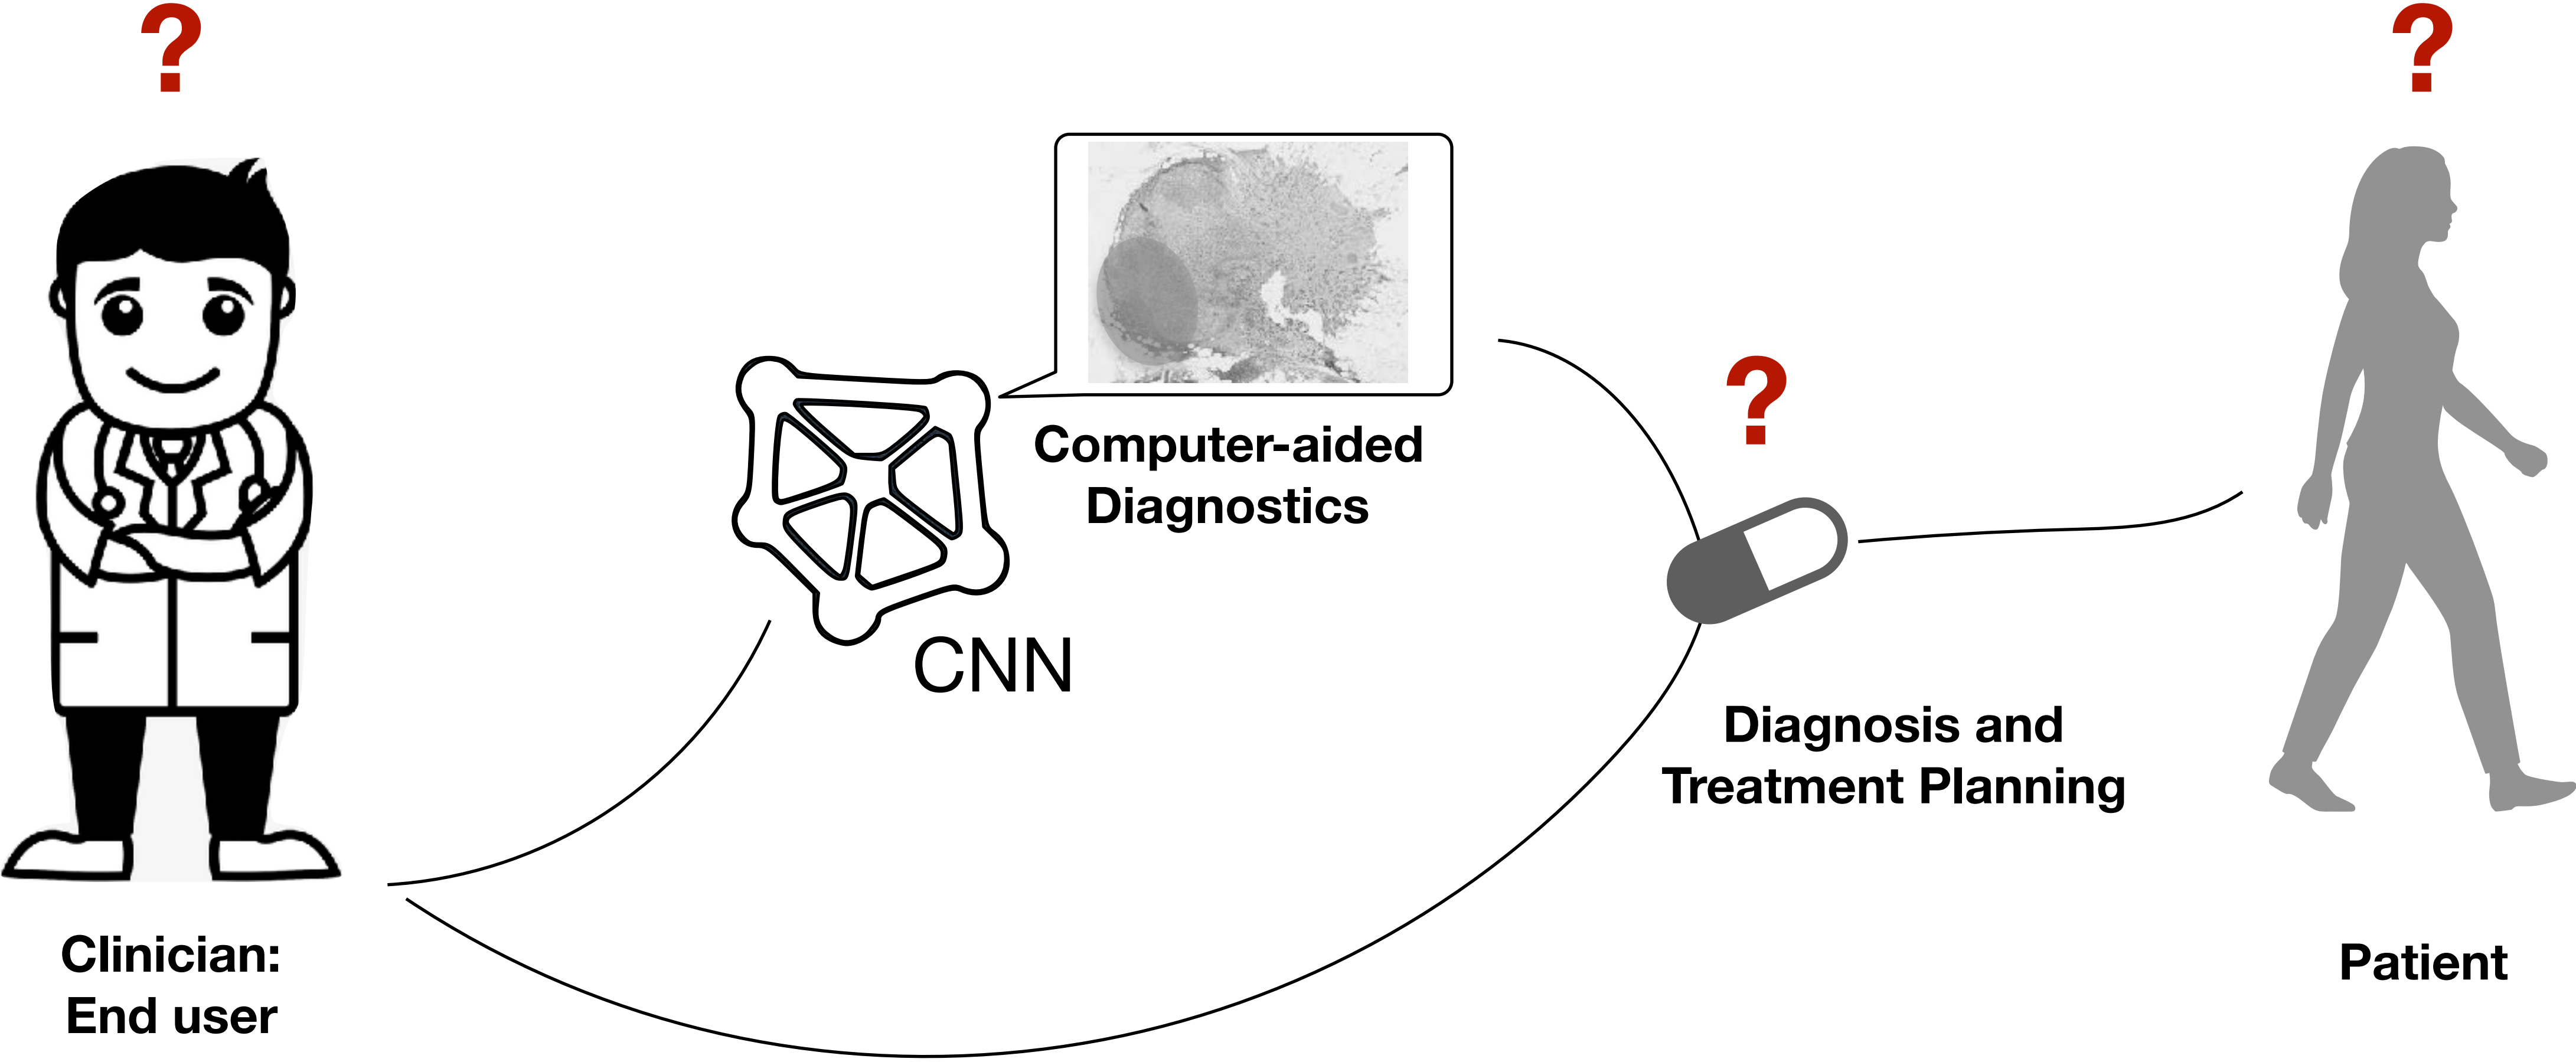 ?
?
?
Computer-aided
Diagnostics
CNN
Diagnosis and
Treatment Planning
Clinician:
End user
Patient